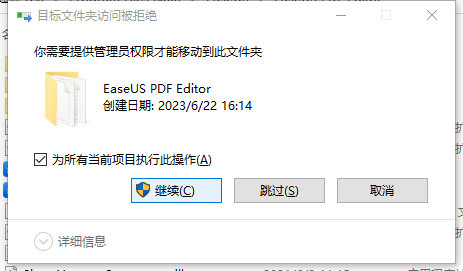 目标文件夹访问被拒绝
你需要提供管理员权限才能移动到此文件夹
EaseUS PDF Editor
创建日期: 2023/6/22 16:14
为所有当前项目执行此操作(A)
继续(C)
跳过(S)
取消
详细信息